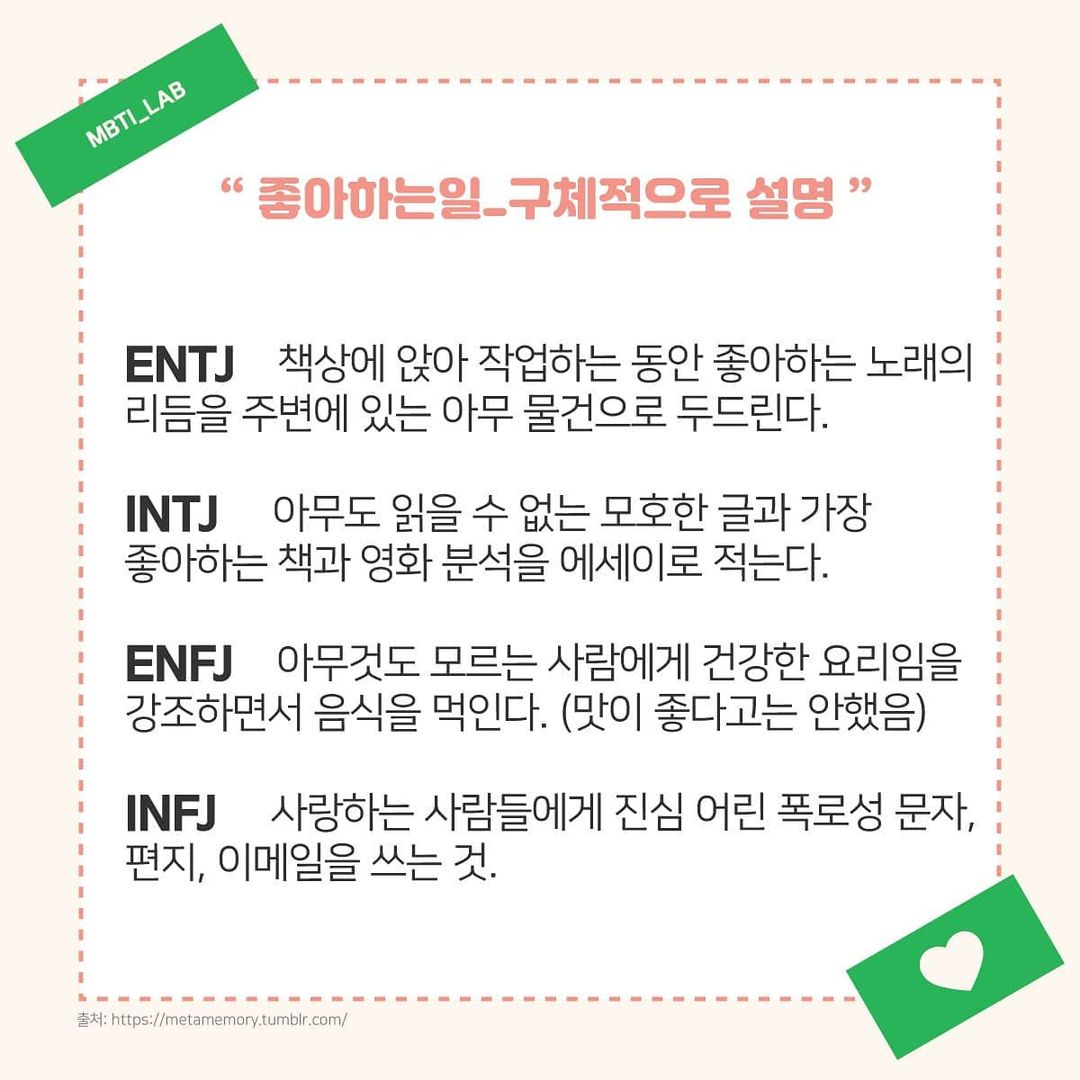 MBTI_LAB
“ 좋아하는일_구체적으로 설명 ”
ENTJ 책상에 앉아 작업하는 동안 좋아하는 노래의
리듬을 주변에 있는 아무 물건으로 두드린다.
INTJ 아무도 읽을 수 없는 모호한 글과 가장
좋아하는 책과 영화 분석을 에세이로 적는다.
ENFJ 아무것도 모르는 사람에게 건강한 요리임을
강조하면서 음식을 먹인다. (맛이 좋다고는 안했음)
INFJ 사랑하는 사람들에게 진심 어린 폭로성 문자,
편지, 이메일을 쓰는 것.
출처: https://metamemory.tumblr.com/